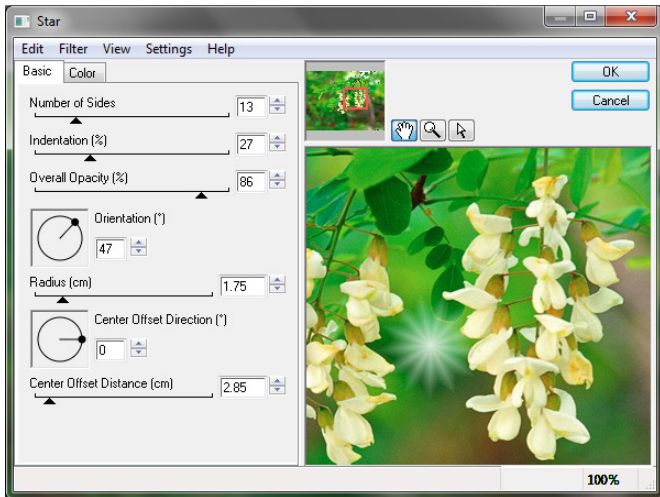 Star
Edit Filter View Settings Help
Basic Color
OK
Cancel
Number of Sides
13
Indentation (%)
27
Overall Opacity (%)
86
Orientation (°)
47
Radius (cm)
1.75
Center Offset Direction (°)
0
Center Offset Distance (cm)
2.85
100%